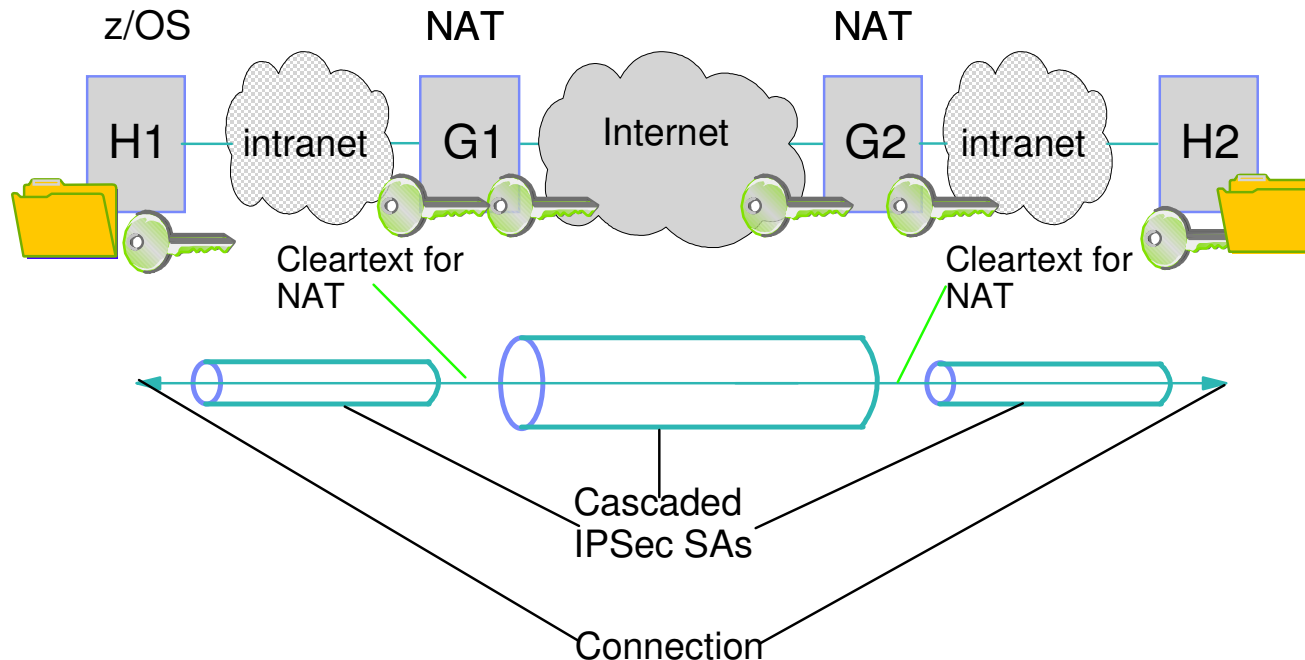 z/OS
NAT
NAT
H1
intranet
G1
Internet
G2
intranet
H2
Cleartext for
NAT
Cleartext for
NAT
Cascaded
IPSec SAs
Connection